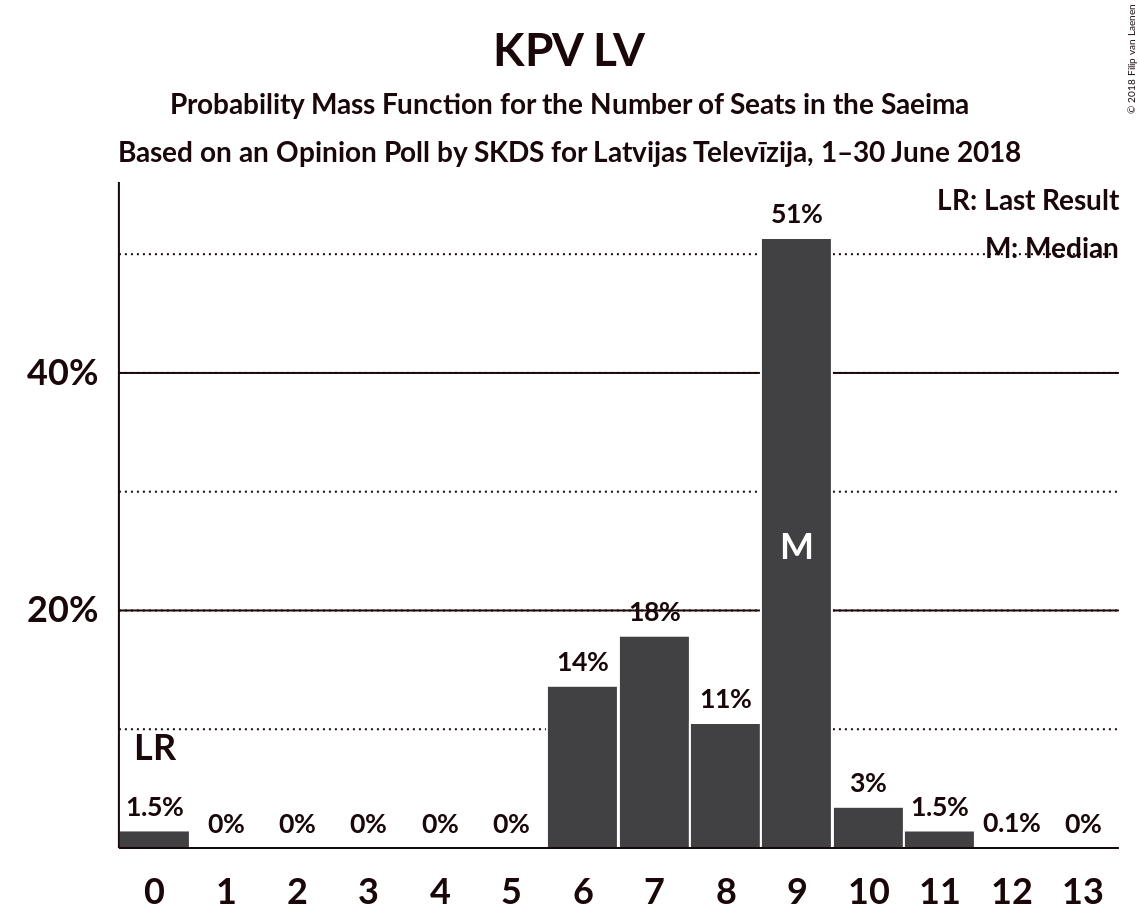 KPV LV
Probability Mass Function for the Number of Seats in the Saeima
Based on an Opinion Poll by SKDS for Latvijas Televīzija, 1–30 June 2018
© 2018 Filip van Laenen
LR: Last Result
M: Median
51%
40%
M
20%
18%
14%
11%
LR
3%
1.5% 0% 0% 0% 0% 0% 1.5% 0.1% 0%
0 1 2 3 4 5 6 7 8 9 10 11 12 13